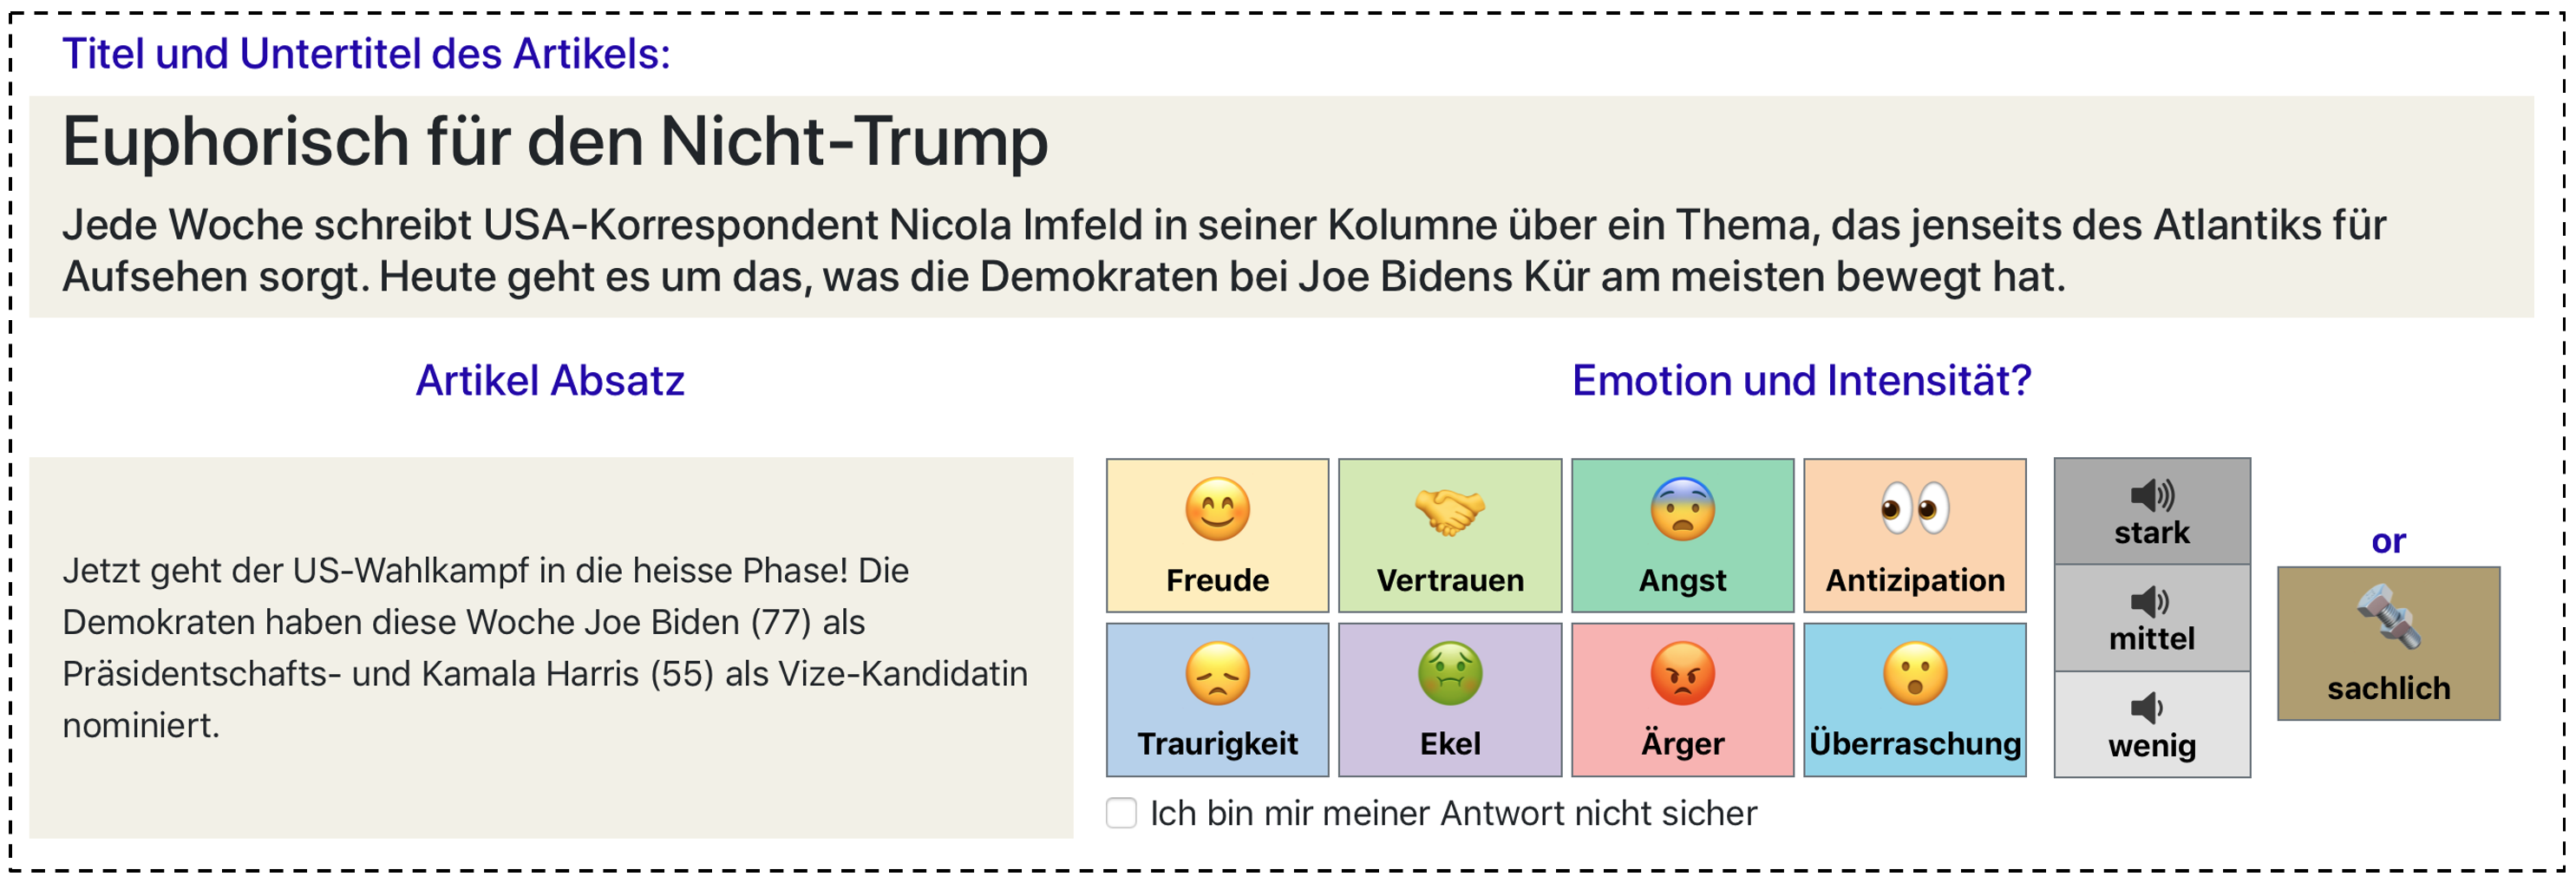 Titel und Untertitel des Artikels:
Euphorisch für den Nicht-Trump
Jede Woche schreibt USA-Korrespondent Nicola Imfeld in seiner Kolumne über ein Thema, das jenseits des Atlantiks für
Aufsehen sorgt. Heute geht es um das, was die Demokraten bei Joe Bidens Kür am meisten bewegt hat.
Artikel Absatz
Emotion und Intensität?
Jetzt geht der US-Wahlkampf in die heisse Phase! Die
Demokraten haben diese Woche Joe Biden (77) als
Präsidentschafts- und Kamala Harris (55) als Vize-Kandidatin
nominiert.
Freude
Vertrauen
Angst
Antizipation
Traurigkeit
Ekel
Ärger
Überraschung
stark
mittel
wenig
or
sachlich
Ich bin mir meiner Antwort nicht sicher